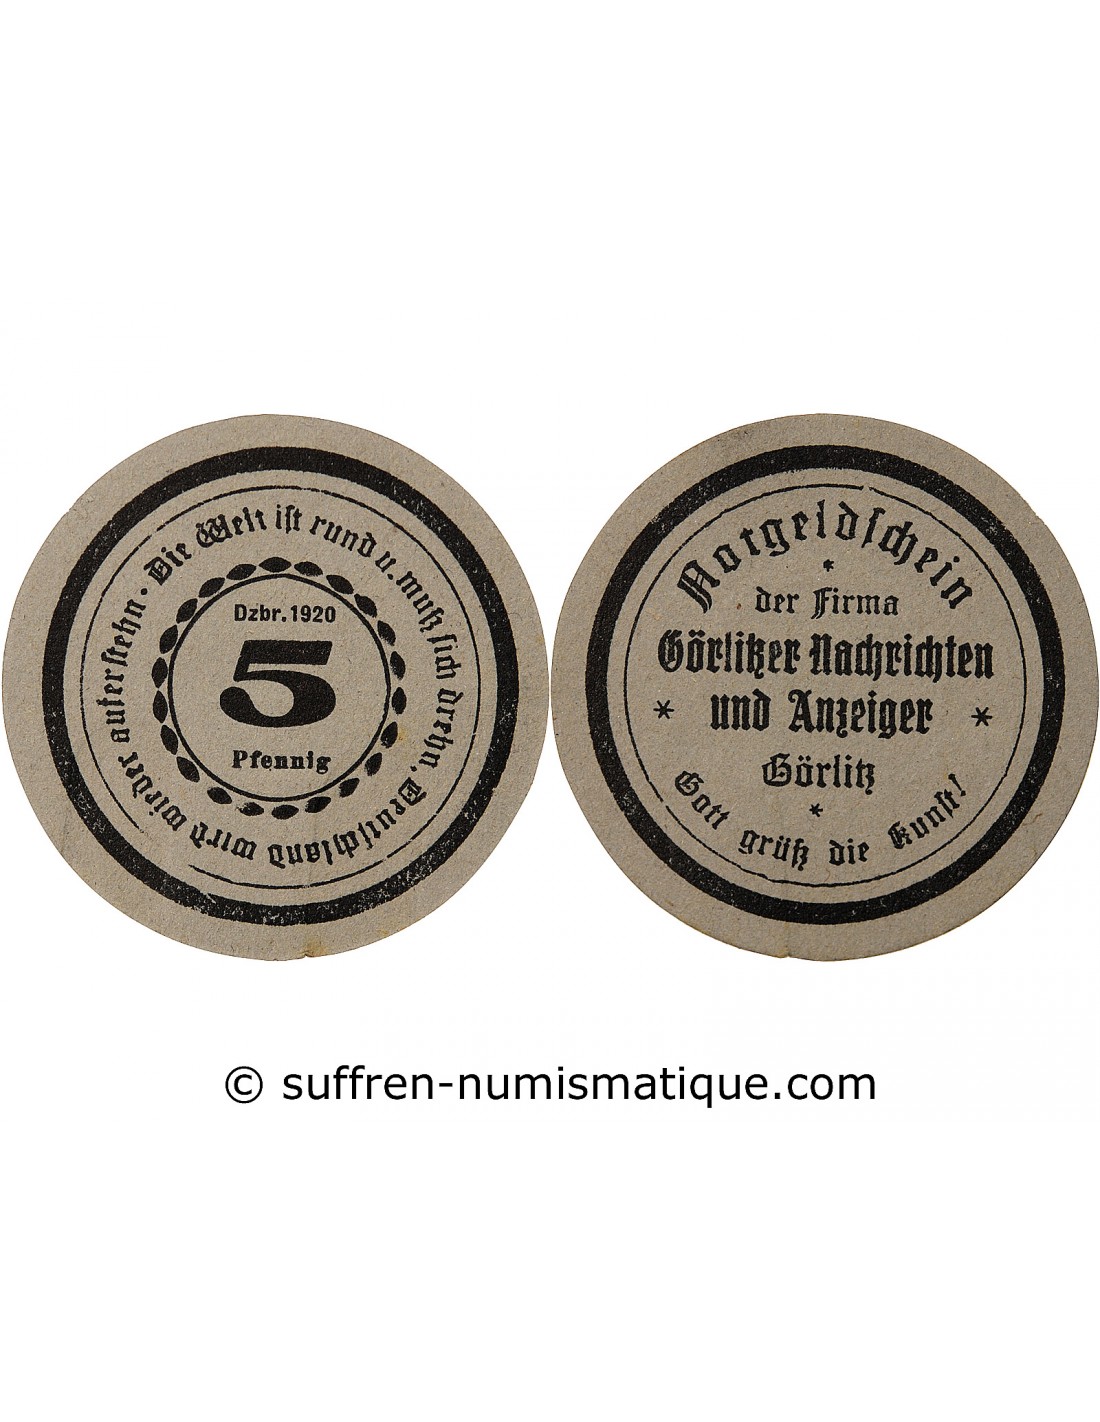 Die Welt ist rund u. muß sich drehn, Deutschland wird wieder auferstehn.
Dzbr. 1920
5
Pfennig
Notgeldschein
*
der Firma
Görlitzer Nachrichten
* und Anzeiger *
Görlitz
*
Gott grüß die Kunst!
© suffren-numismatique.com